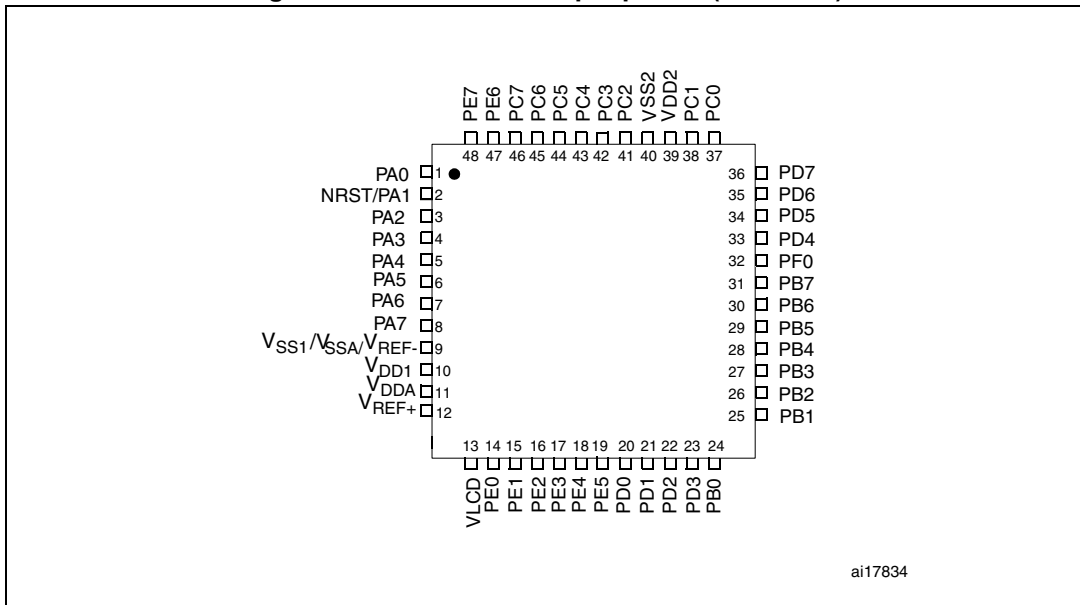 PE7
PE6
PC7
PC6
PC5
PC4
PC3
PC2
VSS2
VDD2
PC1
PC0
48 47 46 45 44 43 42 41 40 39 38 37
PA0 1
NRST/PA1 2
PA2 3
PA3 4
PA4 5
PA5 6
PA6 7
PA7 8
VSS1/VSSA/VREF- 9
VDD1 10
VDDA 11
VREF+ 12
36 PD7
35 PD6
34 PD5
33 PD4
32 PF0
31 PB7
30 PB6
29 PB5
28 PB4
27 PB3
26 PB2
25 PB1
13 14 15 16 17 18 19 20 21 22 23 24
VLCD
PE0
PE1
PE2
PE3
PE4
PE5
PD0
PD1
PD2
PD3
PB0
ai17834